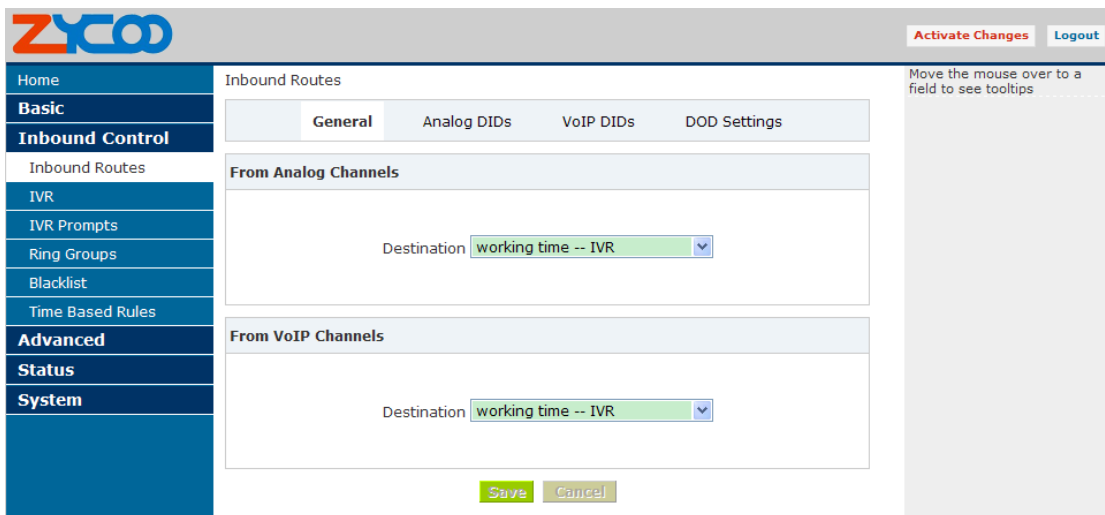 ZYCOO
Activate Changes
Logout
Home
Basic
Inbound Control
Inbound Routes
IVR
IVR Prompts
Ring Groups
Blacklist
Time Based Rules
Advanced
Status
System
Inbound Routes
General
Analog DIDs
VoIP DIDs
DOD Settings
From Analog Channels
Destination working time -- IVR
From VoIP Channels
Destination working time -- IVR
Save
Cancel
Move the mouse over to a
field to see tooltips